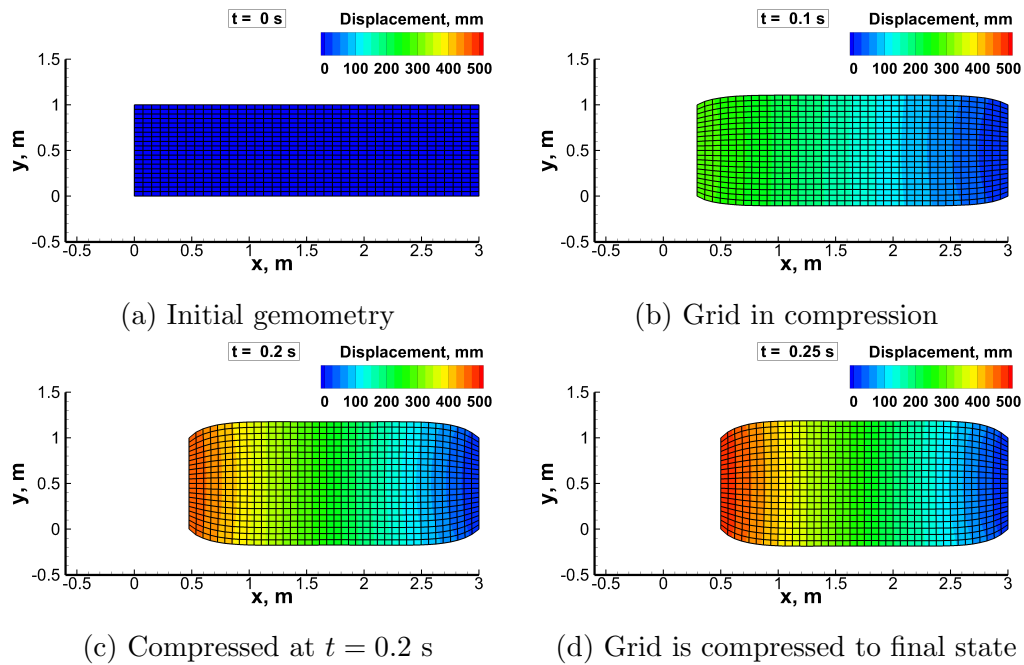 t = 0 s
Displacement, mm
0 100 200 300 400 500
1.5
1
0.5
0
-0.5
y, m
-0.5 0 0.5 1 1.5 2 2.5 3
x, m
(a) Initial gemometry
t = 0.1 s
Displacement, mm
0 100 200 300 400 500
1.5
1
0.5
0
-0.5
y, m
-0.5 0 0.5 1 1.5 2 2.5 3
x, m
(b) Grid in compression
t = 0.2 s
Displacement, mm
0 100 200 300 400 500
1.5
1
0.5
0
-0.5
y, m
-0.5 0 0.5 1 1.5 2 2.5 3
x, m
(c) Compressed at t = 0.2 s
t = 0.25 s
Displacement, mm
0 100 200 300 400 500
1.5
1
0.5
0
-0.5
y, m
-0.5 0 0.5 1 1.5 2 2.5 3
x, m
(d) Grid is compressed to final state